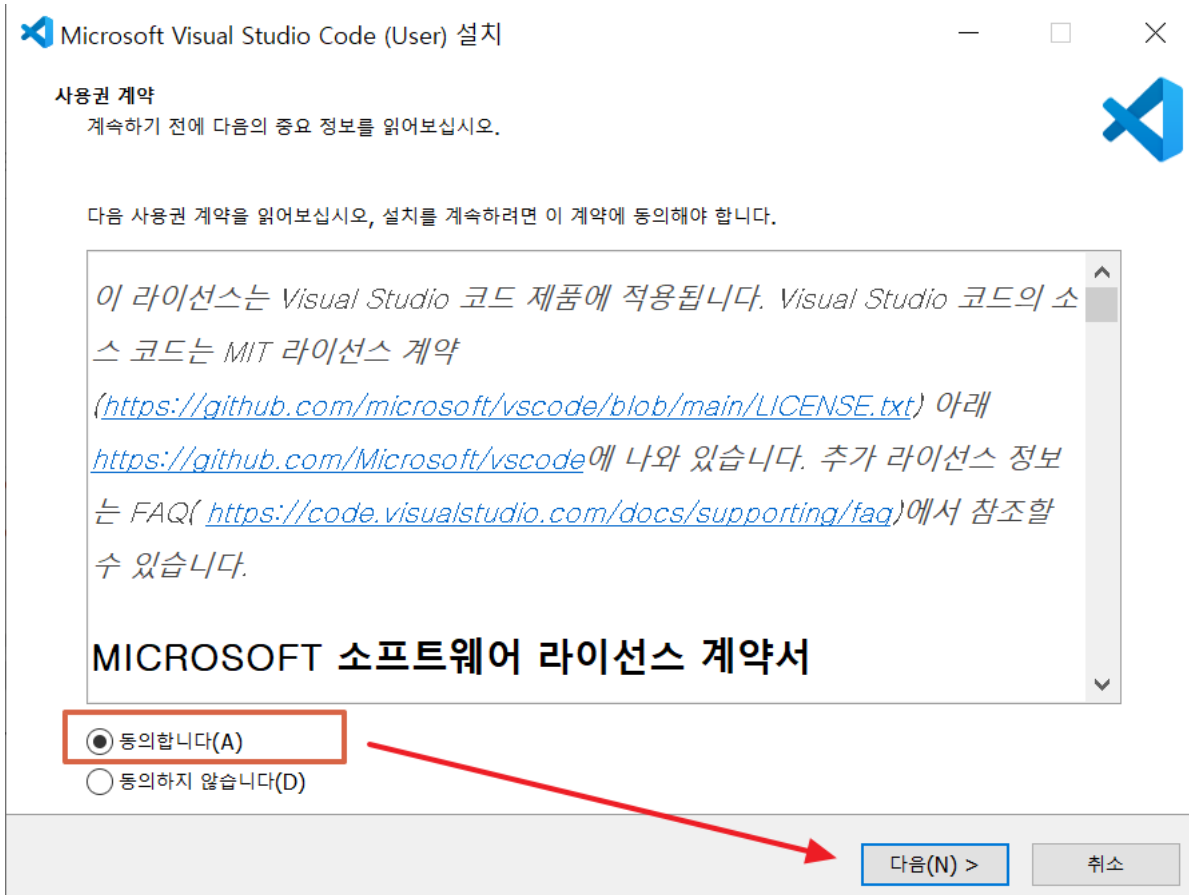 Microsoft Visual Studio Code (User) 설치
사용권 계약
계속하기 전에 다음의 중요 정보를 읽어보십시오.
다음 사용권 계약을 읽어보십시오, 설치를 계속하려면 이 계약에 동의해야 합니다.
이 라이선스는 Visual Studio 코드 제품에 적용됩니다. Visual Studio 코드의 소
스 코드는 MIT 라이선스 계약
(https://github.com/microsoft/vscode/blob/main/LICENSE.txt) 아래
https://github.com/Microsoft/vscode에 나와 있습니다. 추가 라이선스 정보
는 FAQ( https://code.visualstudio.com/docs/supporting/faq)에서 참조할
수 있습니다.
MICROSOFT 소프트웨어 라이선스 계약서
동의합니다(A)
동의하지 않습니다(D)
다음(N) >
취소